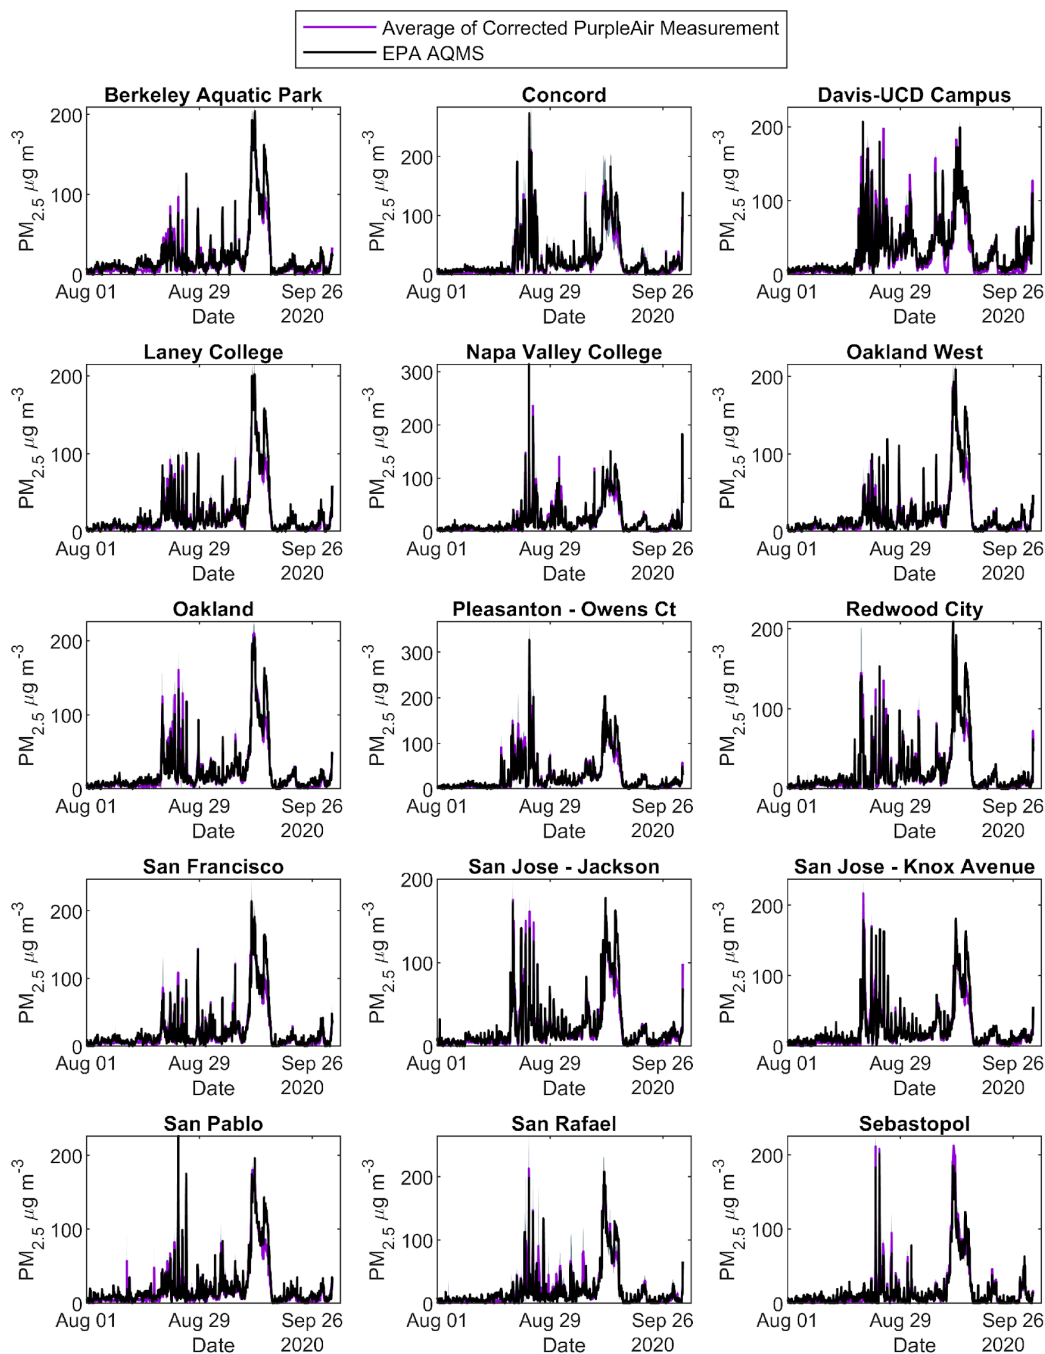 Average of Corrected PurpleAir Measurement
EPA AQMS
Berkeley Aquatic Park
Concord
Davis-UCD Campus
PM2.5 μg m-3
200
100
0
Aug 01
Aug 29
Sep 26
Date
2020
PM2.5 μg m-3
200
100
0
Aug 01
Aug 29
Sep 26
Date
2020
PM2.5 μg m-3
200
100
0
Aug 01
Aug 29
Sep 26
Date
2020
Laney College
Napa Valley College
Oakland West
PM2.5 μg m-3
200
100
0
Aug 01
Aug 29
Sep 26
Date
2020
PM2.5 μg m-3
300
200
100
0
Aug 01
Aug 29
Sep 26
Date
2020
PM2.5 μg m-3
200
100
0
Aug 01
Aug 29
Sep 26
Date
2020
Oakland
Pleasanton - Owens Ct
Redwood City
PM2.5 μg m-3
200
100
0
Aug 01
Aug 29
Sep 26
Date
2020
PM2.5 μg m-3
300
200
100
0
Aug 01
Aug 29
Sep 26
Date
2020
PM2.5 μg m-3
200
100
0
Aug 01
Aug 29
Sep 26
Date
2020
San Francisco
San Jose - Jackson
San Jose - Knox Avenue
PM2.5 μg m-3
200
100
0
Aug 01
Aug 29
Sep 26
Date
2020
PM2.5 μg m-3
200
100
0
Aug 01
Aug 29
Sep 26
Date
2020
PM2.5 μg m-3
200
100
0
Aug 01
Aug 29
Sep 26
Date
2020
San Pablo
San Rafael
Sebastopol
PM2.5 μg m-3
200
100
0
Aug 01
Aug 29
Sep 26
Date
2020
PM2.5 μg m-3
200
100
0
Aug 01
Aug 29
Sep 26
Date
2020
PM2.5 μg m-3
200
100
0
Aug 01
Aug 29
Sep 26
Date
2020